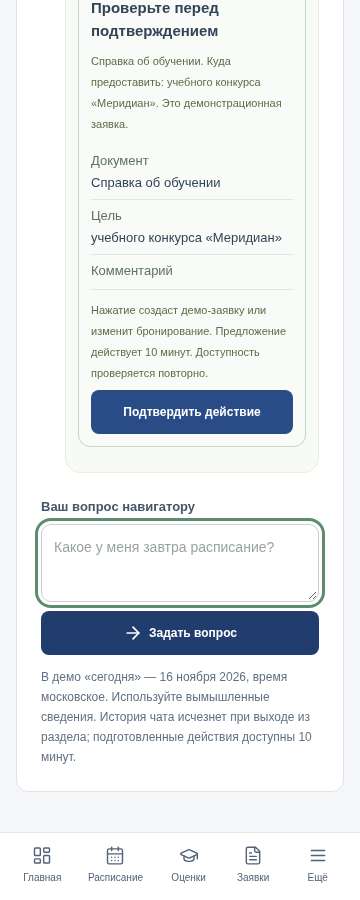 Проверьте перед
подтверждением
Справка об обучении. Куда
предоставить: учебного конкурса
«Меридиан». Это демонстрационная
заявка.
Документ
Справка об обучении
Цель
учебного конкурса «Меридиан»
Комментарий
Нажатие создаст демо-заявку или
изменит бронирование. Предложение
действует 10 минут. Доступность
проверяется повторно.
Подтвердить действие
Ваш вопрос навигатору
Какое у меня завтра расписание?
Задать вопрос
В демо «сегодня» — 16 ноября 2026, время
московское. Используйте вымышленные
сведения. История чата исчезнет при выходе из
раздела; подготовленные действия доступны 10
минут.
Главная Расписание Оценки Заявки Ещё